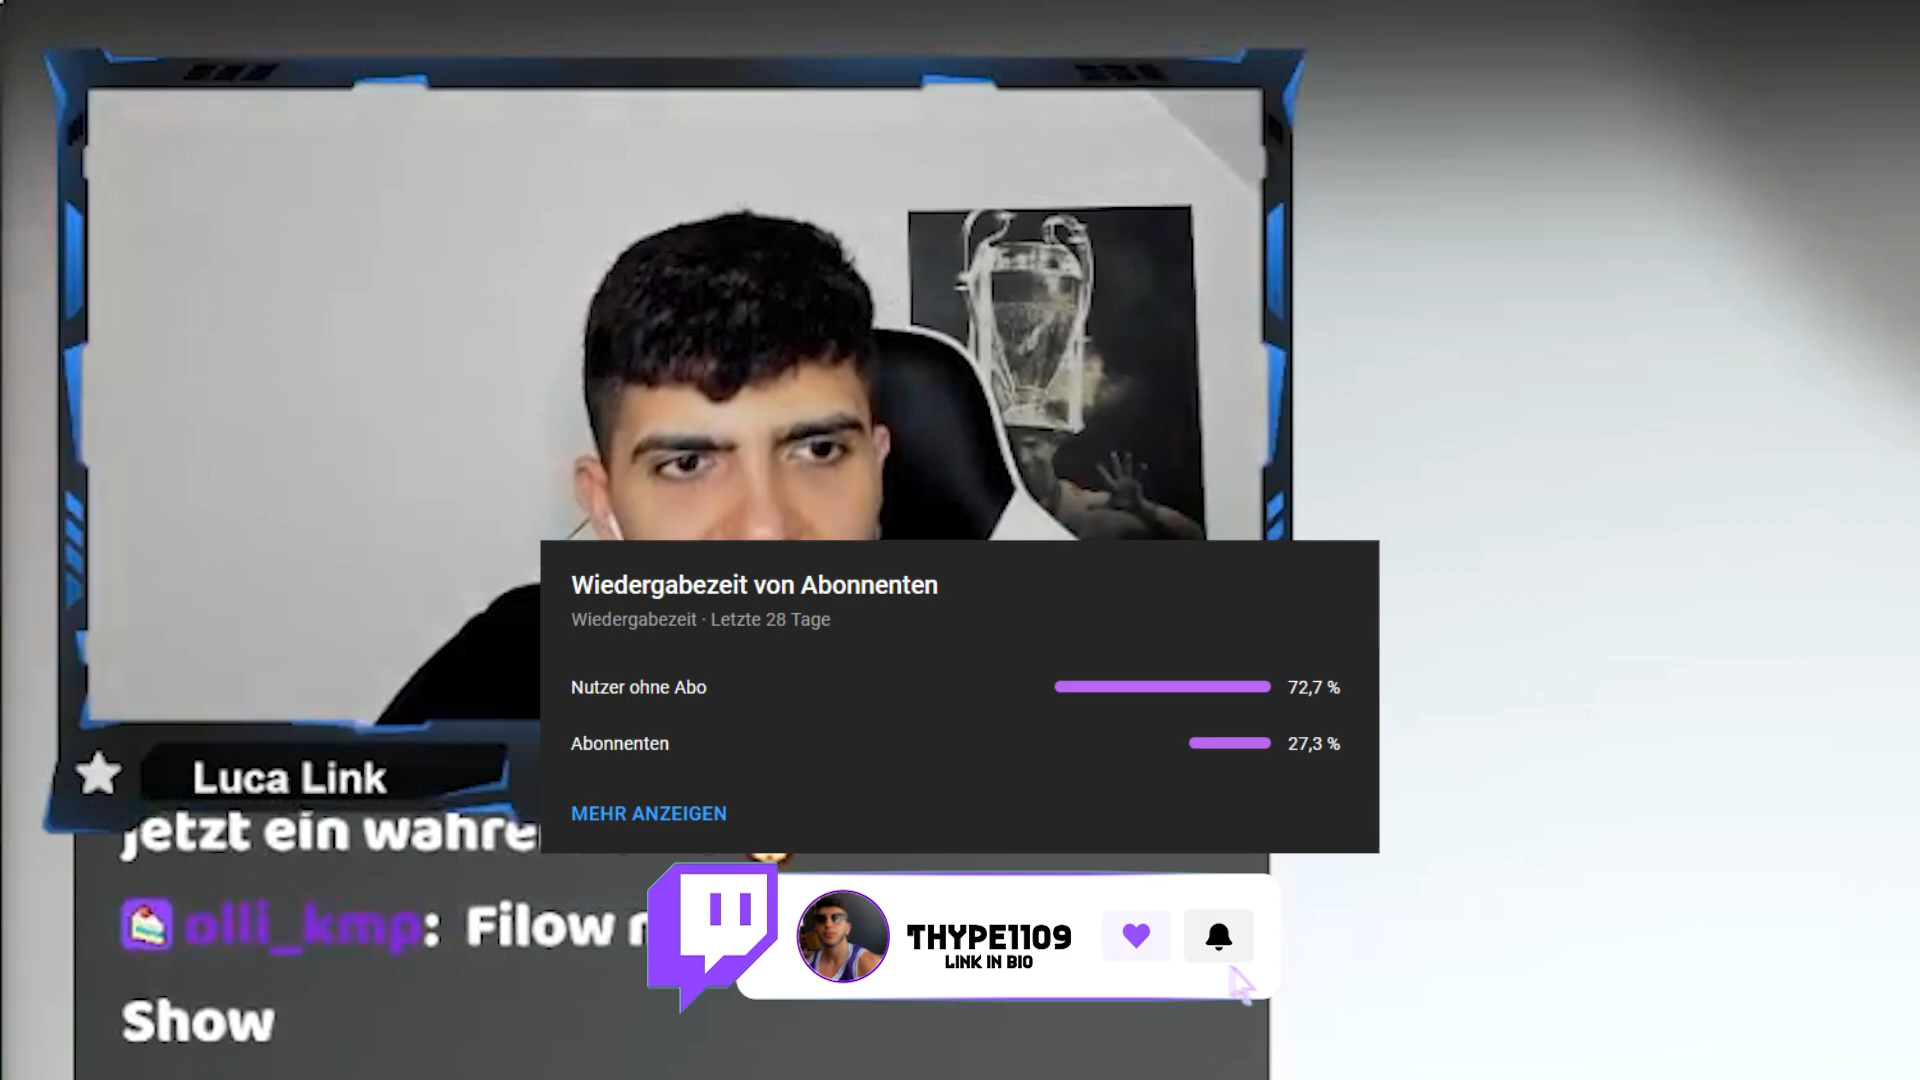 Wiedergabezeit von Abonnenten
Wiedergabezeit · Letzte 28 Tage
Nutzer ohne Abo 72,7 %
Abonnenten 27,3 %
MEHR ANZEIGEN
Luca Link
jetzt ein wahre
olli_kmp: Filow
Show
THYPE1109
LINK IN BIO